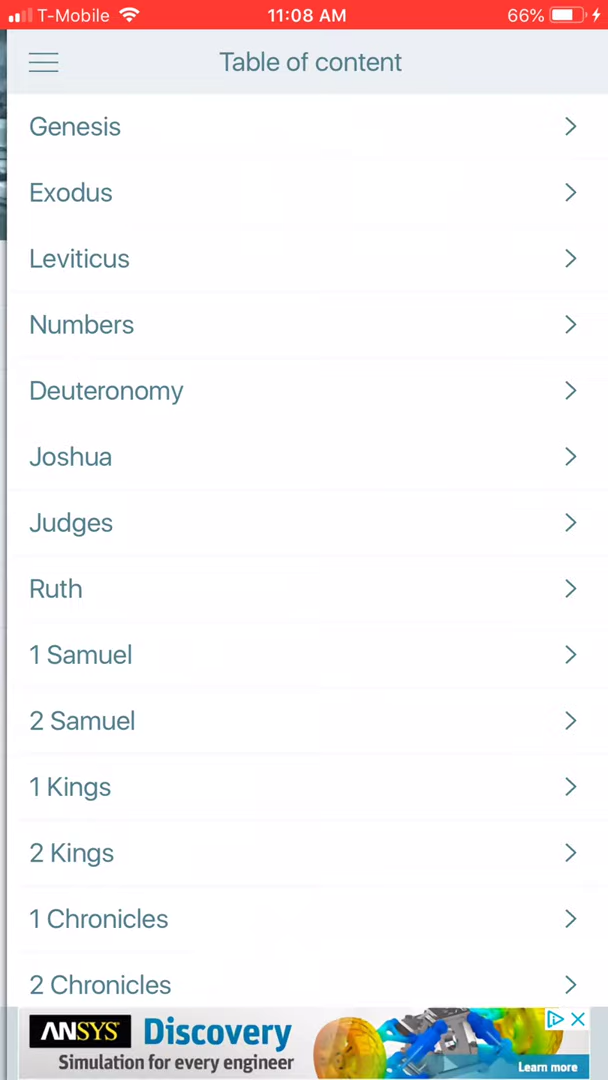 T-Mobile 11:08 AM 66%
Table of content
Genesis
Exodus
Leviticus
Numbers
Deuteronomy
Joshua
Judges
Ruth
1 Samuel
2 Samuel
1 Kings
2 Kings
1 Chronicles
2 Chronicles
ANSYS Discovery
Simulation for every engineer
Learn more